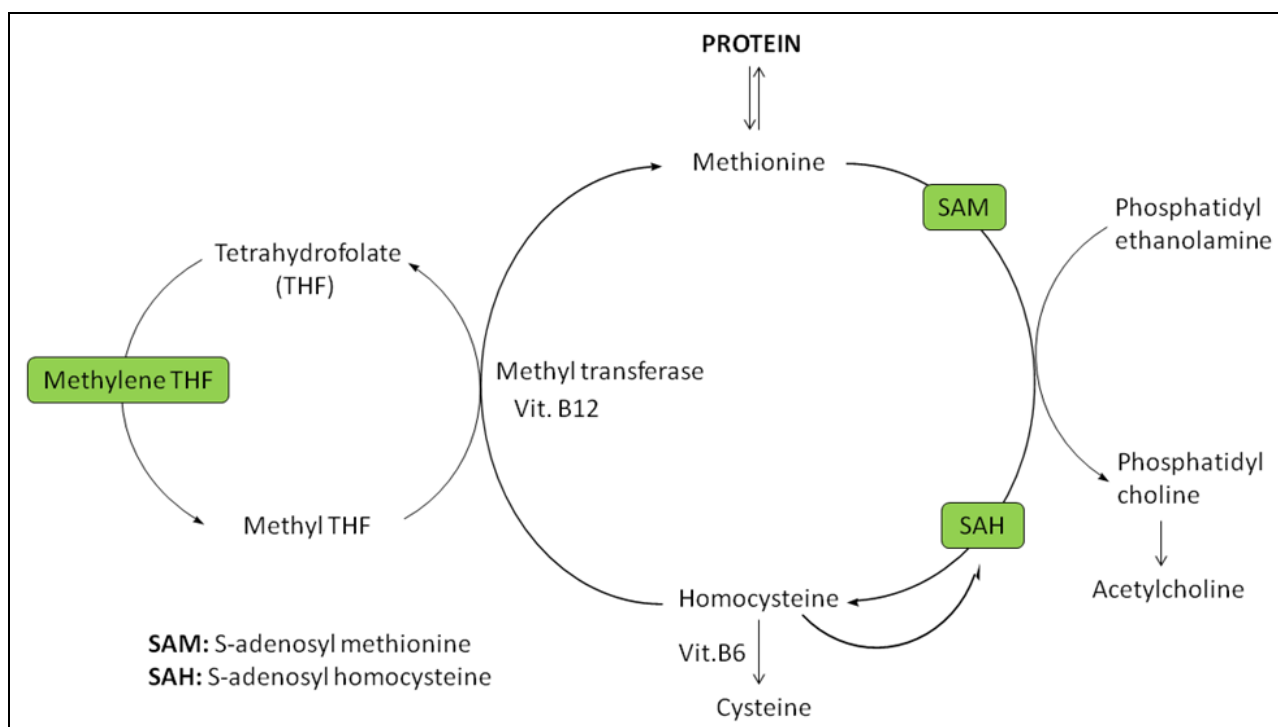 PROTEIN
Methionine
SAM
Phosphatidyl
ethanolamine
Tetrahydrofolate
(THF)
Methylene THF
Methyl transferase
Vit. B12
Methyl THF
Phosphatidyl
choline
SAH
Acetylcholine
Homocysteine
Vit.B6
Cysteine
SAM: S-adenosyl methionine
SAH: S-adenosyl homocysteine